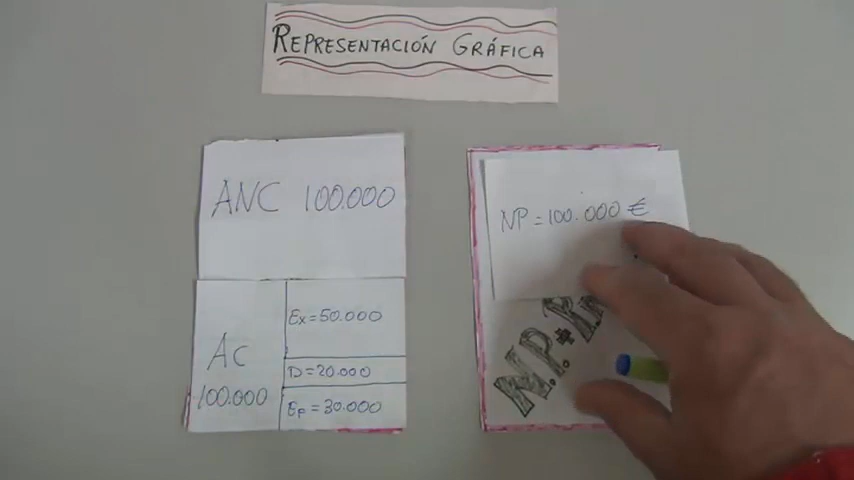 REPRESENTACIÓN GRÁFICA
ANC 100.000
NP = 100.000 €
AC
100.000
Ex = 50.000
D = 20.000
Ep = 30.000
N.P. +